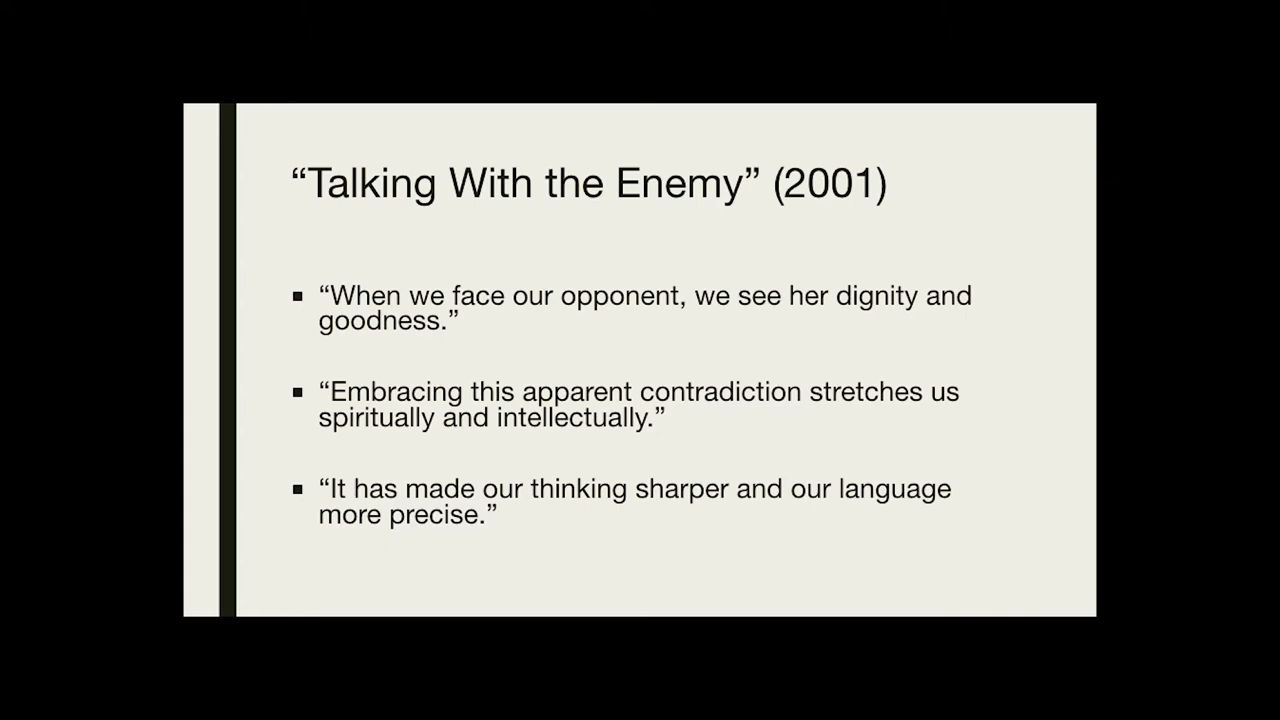 “Talking With the Enemy” (2001)
▪ “When we face our opponent, we see her dignity and
goodness.”
▪ “Embracing this apparent contradiction stretches us
spiritually and intellectually.”
▪ “It has made our thinking sharper and our language
more precise.”